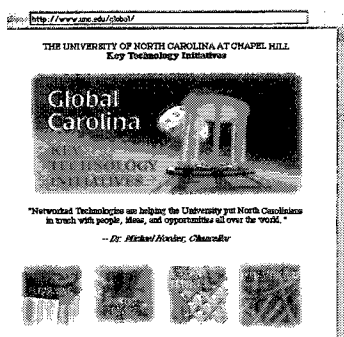 http://www.unc.edu/global/
THE UNIVERSITY OF NORTH CAROLINA AT CHAPEL HILL
Key Technology Initiatives
Global
Carolina
KEY
TECHNOLOGY
INITIATIVES
"Networked Technologies are helping the University put North Carolinians
in touch with people, ideas, and opportunities all over the world."
-- Dr. Michael Hooker, Chancellor